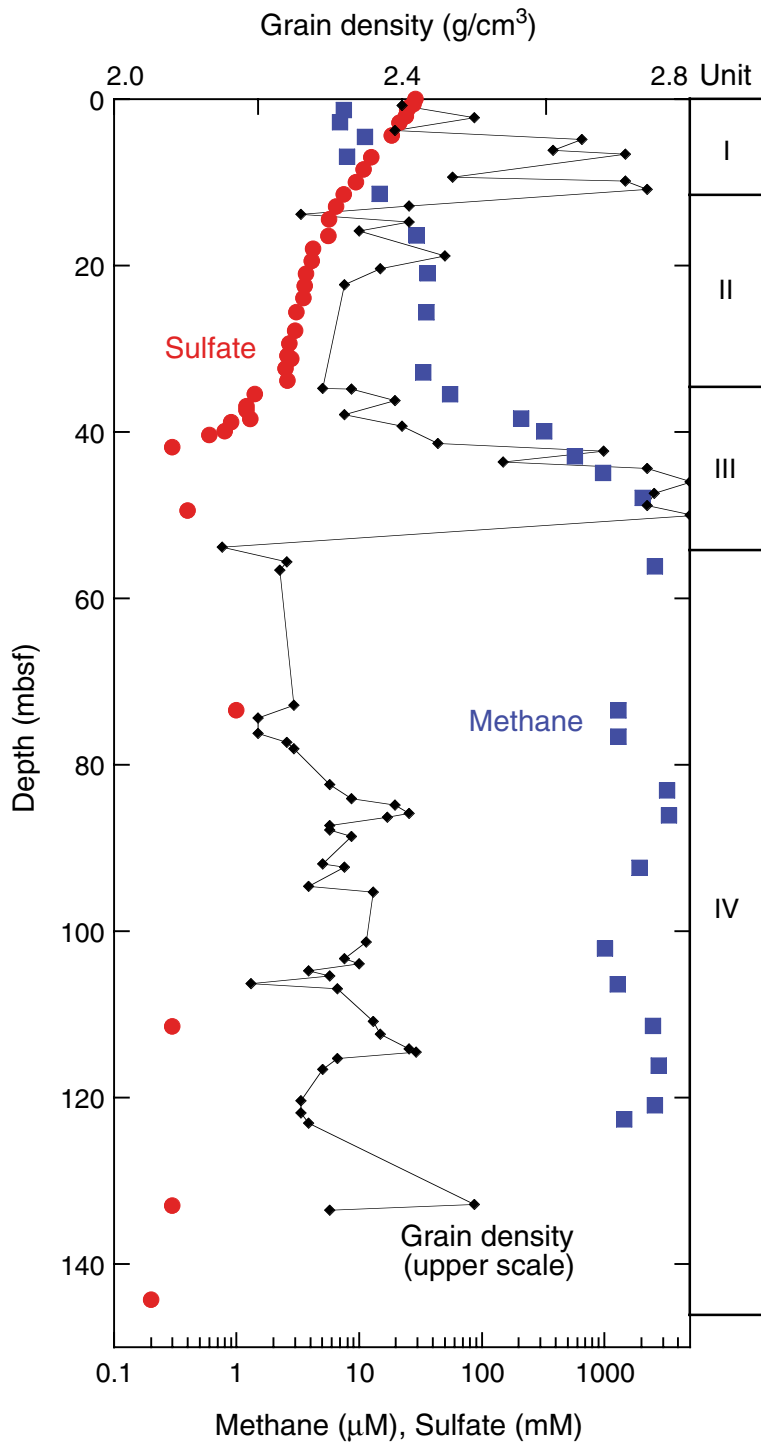 Grain density (g/cm³)
2.0 2.4 2.8 Unit
0
I
20
II
Sulfate
40
III
60
Depth (mbsf)
Methane
80
IV
100
120
Grain density
(upper scale)
140
0.1 1 10 100 1000
Methane (μM), Sulfate (mM)